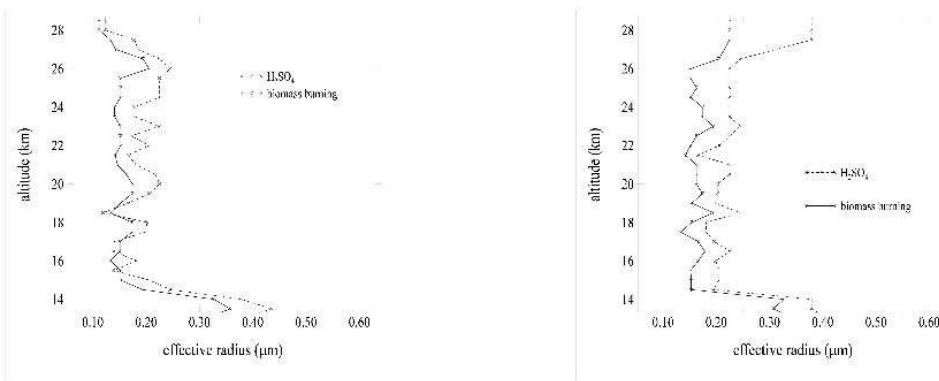 28
26
24
22
20
18
16
14
altitude (km)
H₂SO₄
biomass burning
0.10 0.20 0.30 0.40 0.50 0.60
effective radius (μm)
28
26
24
22
20
18
16
14
altitude (km)
H₂SO₄
biomass burning
0.10 0.20 0.30 0.40 0.50 0.60
effective radius (μm)